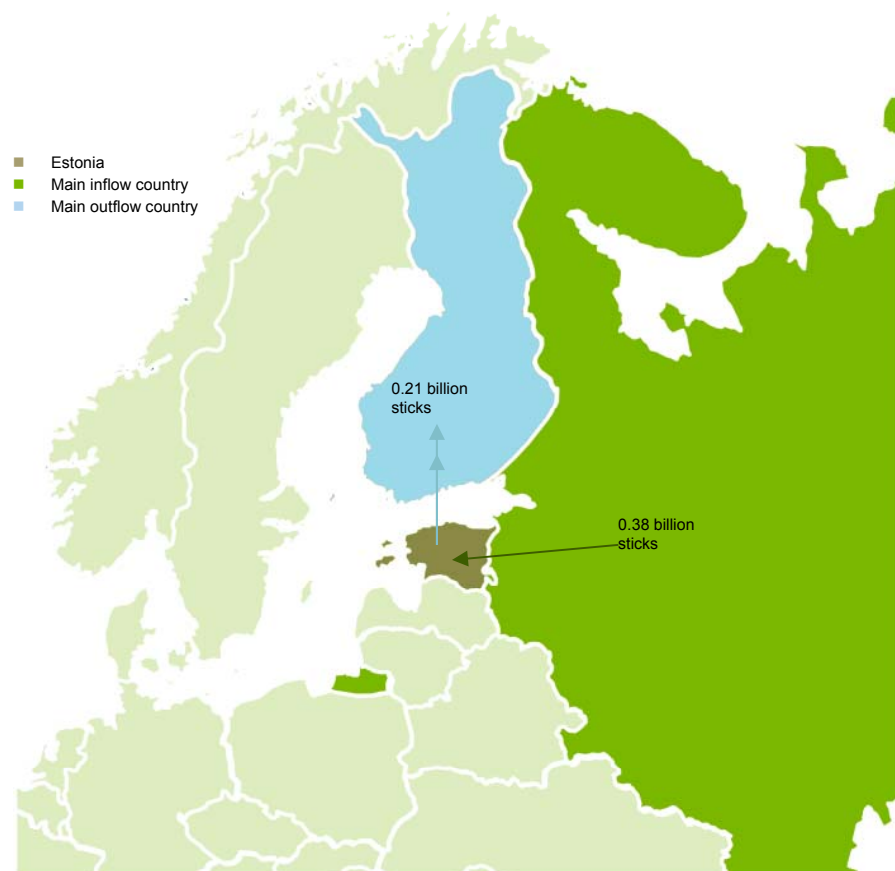 Estonia
Main inflow country
Main outflow country
0.21 billion
sticks
0.38 billion
sticks